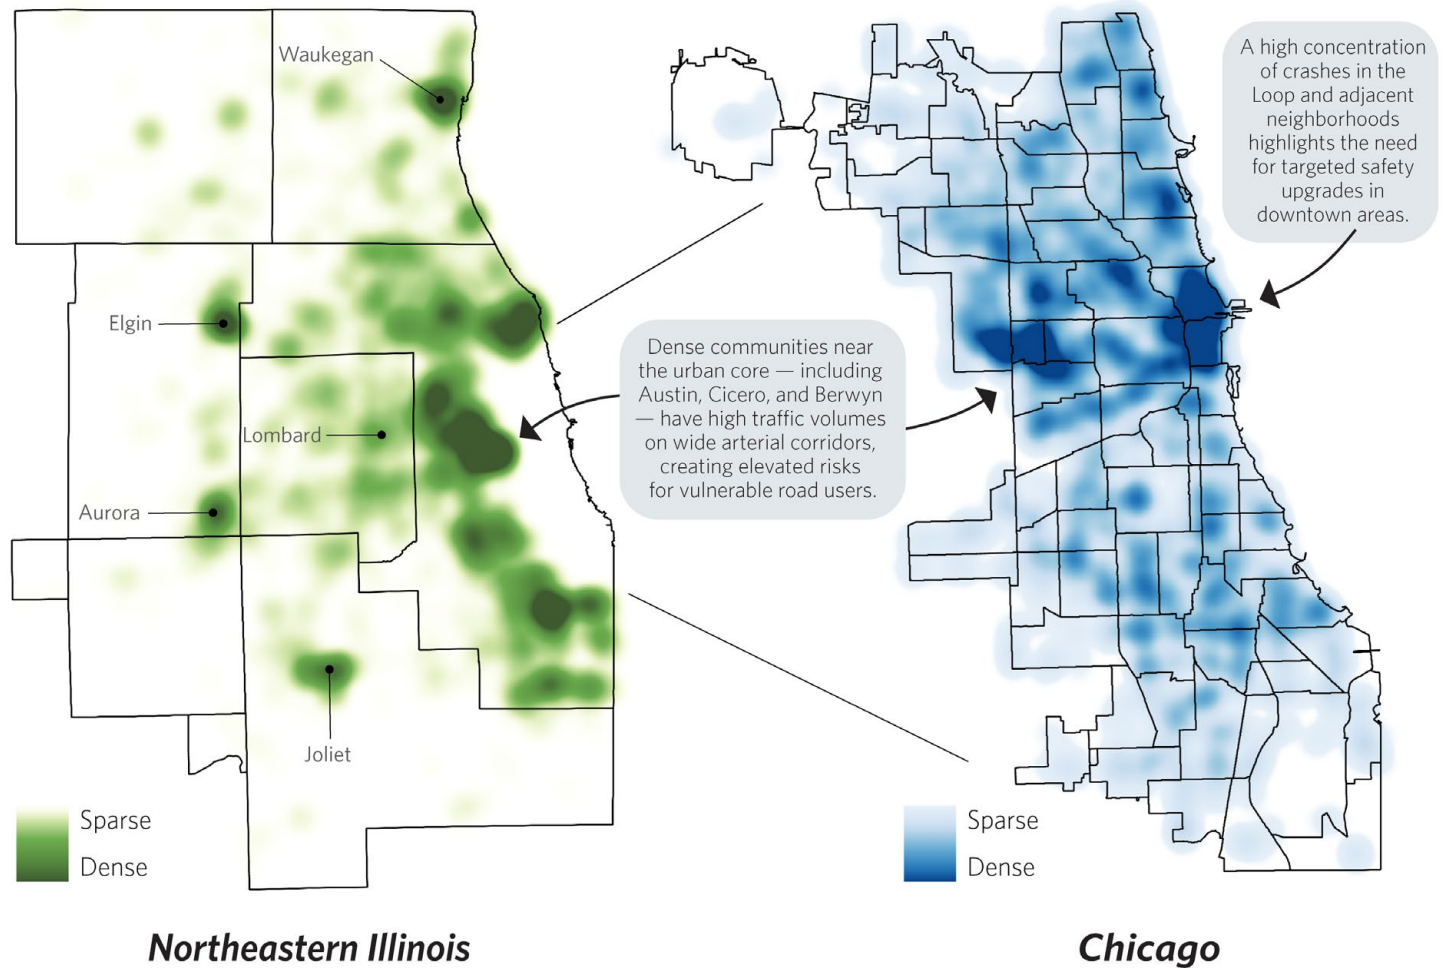 Waukegan
Elgin
Lombard
Aurora
Joliet
Sparse
Dense
Northeastern Illinois
Dense communities near
the urban core — including
Austin, Cicero, and Berwyn
— have high traffic volumes
on wide arterial corridors,
creating elevated risks
for vulnerable road users.
A high concentration
of crashes in the
Loop and adjacent
neighborhoods
highlights the need
for targeted safety
upgrades in
downtown areas.
Sparse
Dense
Chicago